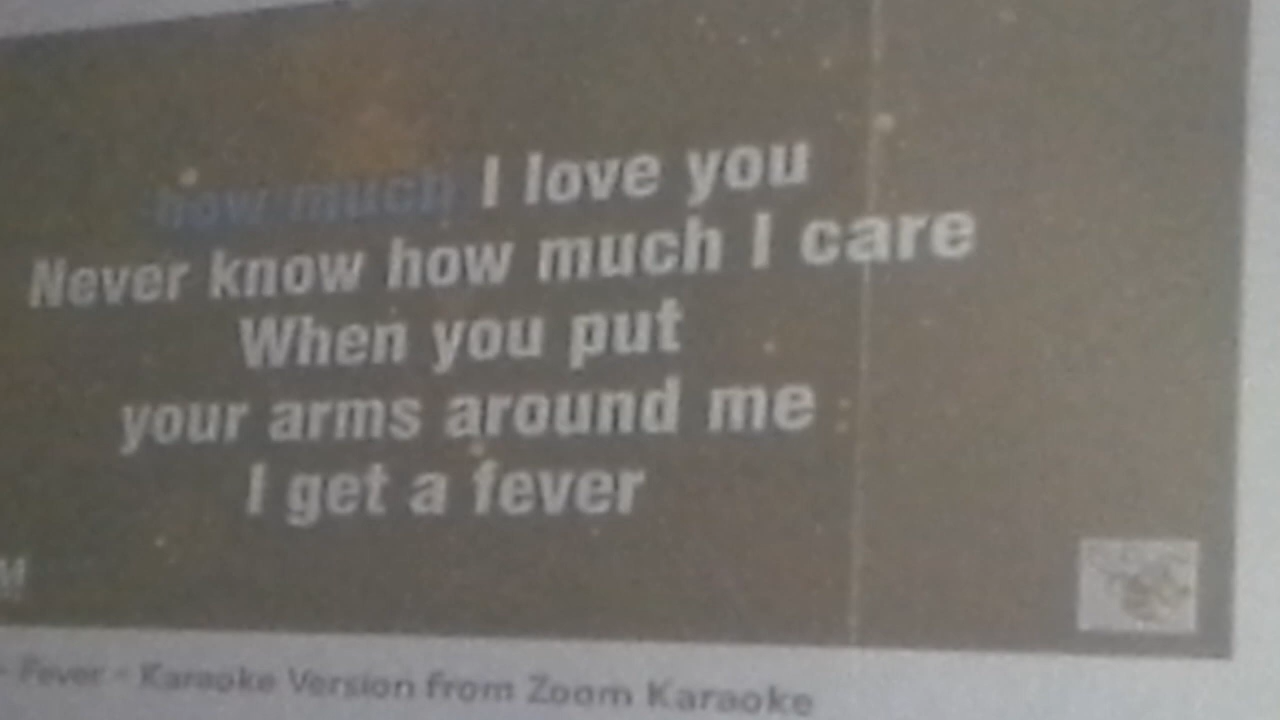 how much I love you
Never know how much I care
When you put
your arms around me
I get a fever
M
- Fever - Karaoke Version from Zoom Karaoke